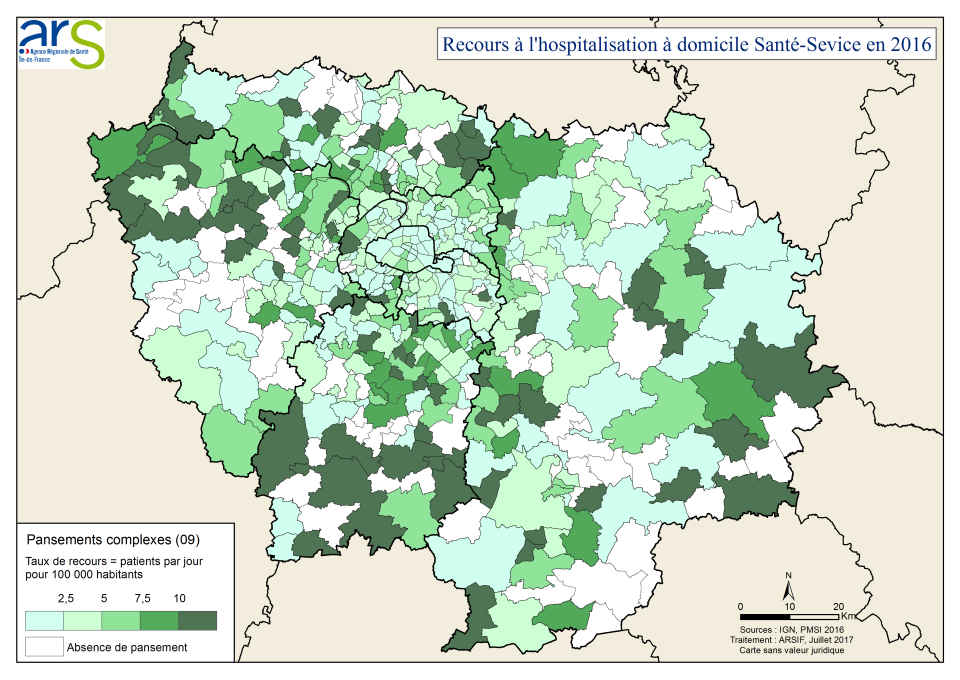 ars
Agence Régionale de Santé
Île-de-France
Recours à l'hospitalisation à domicile Santé-Sevice en 2016
Pansements complexes (09)
Taux de recours = patients par jour
pour 100 000 habitants
2,5 5 7,5 10
Absence de pansement
N
0 10 20
Km
Sources : IGN, PMSI 2016
Traitement : ARSIF, Juillet 2017
Carte sans valeur juridique